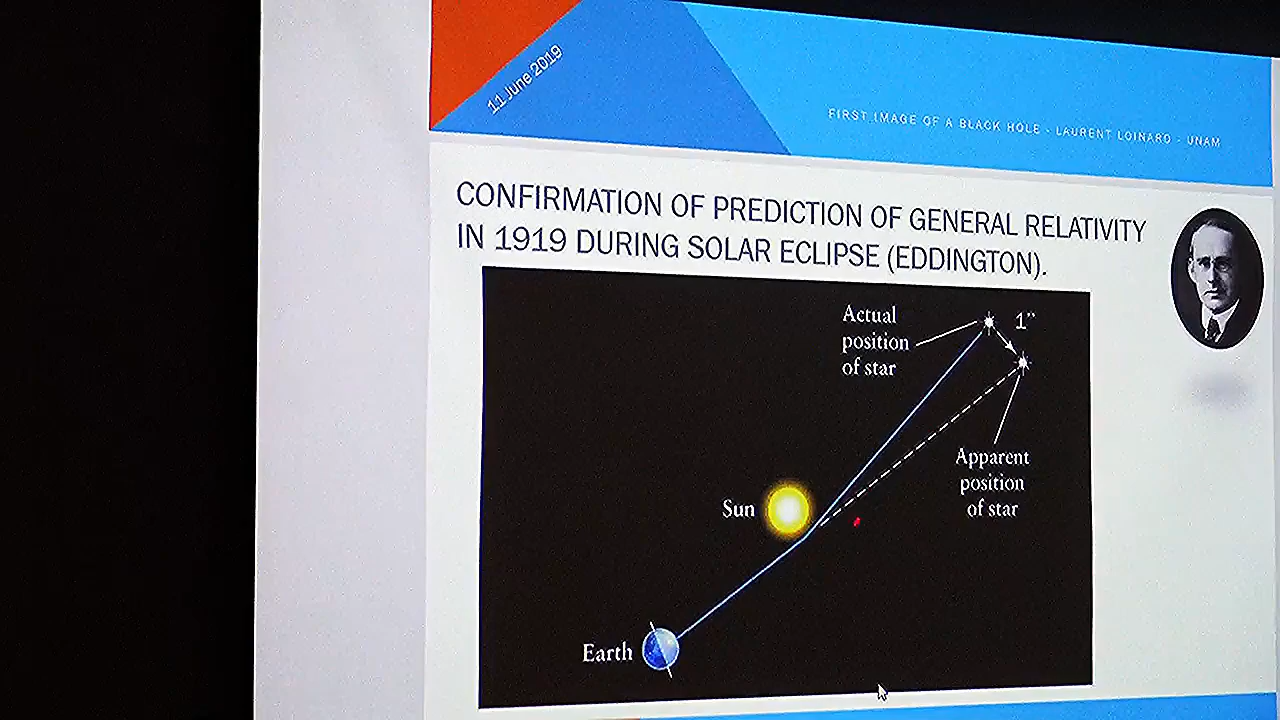 11 June 2019
FIRST IMAGE OF A BLACK HOLE - LAURENT LOINARD - UNAM
CONFIRMATION OF PREDICTION OF GENERAL RELATIVITY
IN 1919 DURING SOLAR ECLIPSE (EDDINGTON).
Actual
position
of star
1”
Apparent
position
of star
Sun
Earth